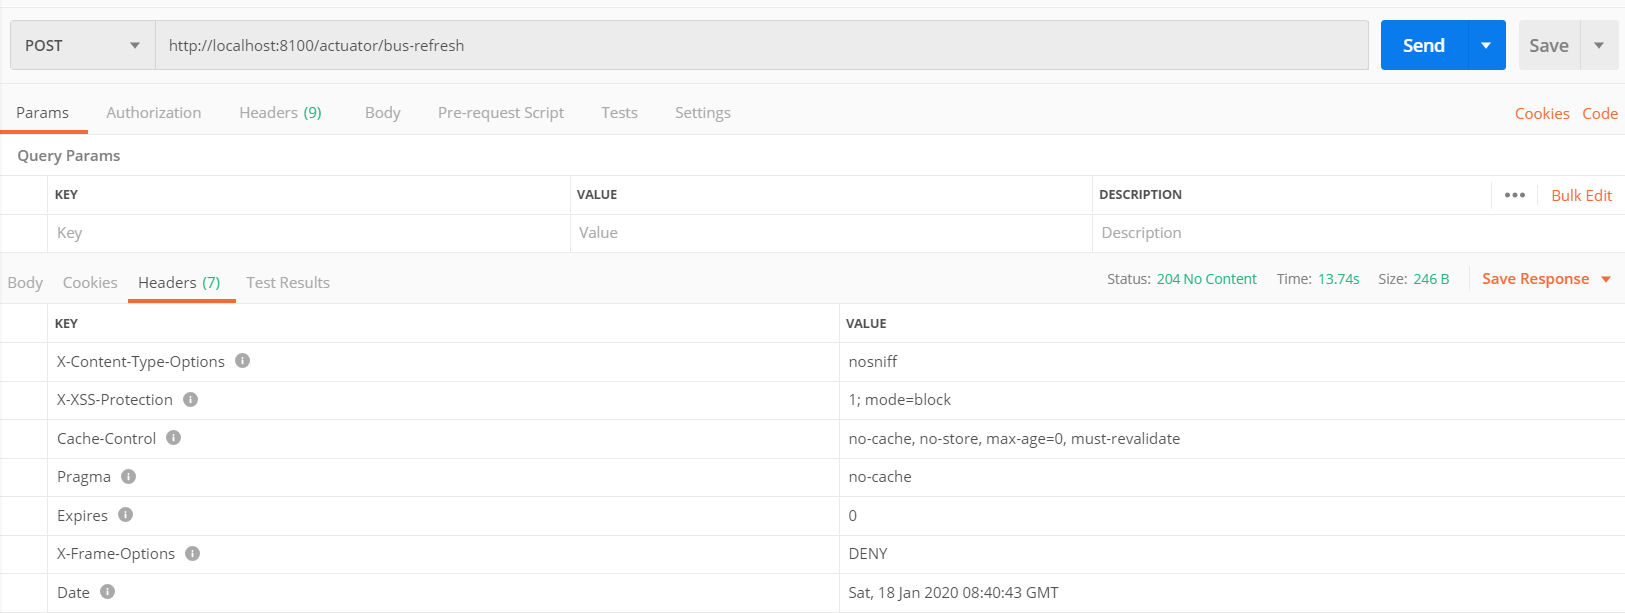 POST http://localhost:8100/actuator/bus-refresh Send Save
Params Authorization Headers (9) Body Pre-request Script Tests Settings Cookies Code
Query Params
KEY VALUE DESCRIPTION Bulk Edit
Key Value Description
Body Cookies Headers (7) Test Results Status: 204 No Content Time: 13.74s Size: 246 B Save Response
KEY VALUE
X-Content-Type-Options nosniff
X-XSS-Protection 1; mode=block
Cache-Control no-cache, no-store, max-age=0, must-revalidate
Pragma no-cache
Expires 0
X-Frame-Options DENY
Date Sat, 18 Jan 2020 08:40:43 GMT